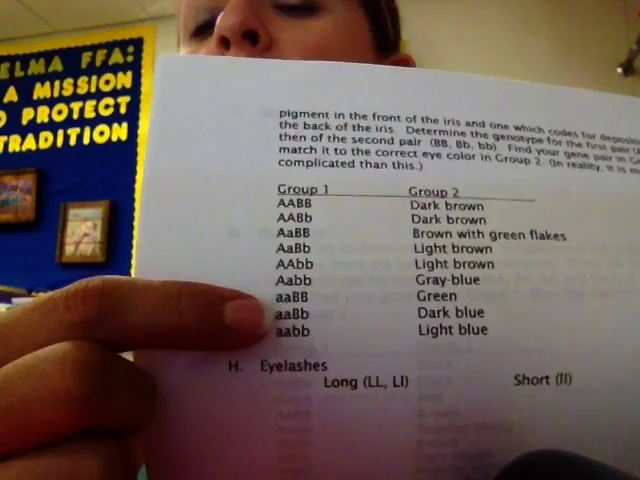 ELMA FFA:
A MISSION
PROTECT
TRADITION
pigment in the front of the iris and one which codes for
the back of the iris. Determine the genotype for the first pair
then of the second pair (BB, Bb, bb). Find your gene pair in
match it to the correct eye color in Group 2. (In reality, it is
complicated than this.)
Group 1 Group 2
AABB Dark brown
AABb Dark brown
AaBB Brown with green flakes
AaBb Light brown
AAbb Light brown
Aabb Gray-blue
aaBB Green
aaBb Dark blue
aabb Light blue
H. Eyelashes
Long (LL, Ll) Short (ll)